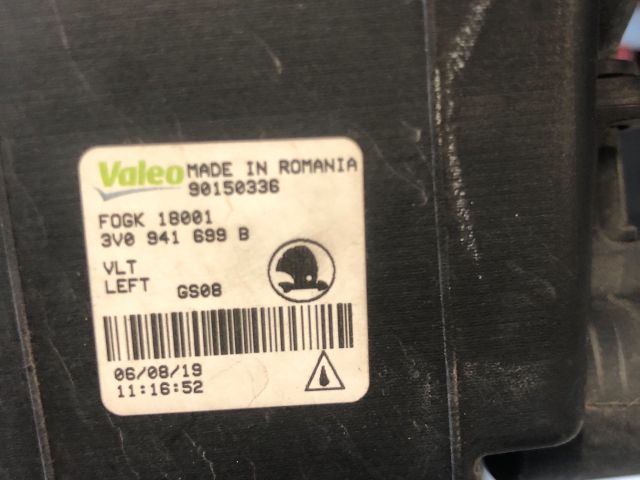 Valeo MADE IN ROMANIA
90150336
FOGK 18001
3V0 941 699 B
VLT
LEFT GS08
06/08/19
11:16:52